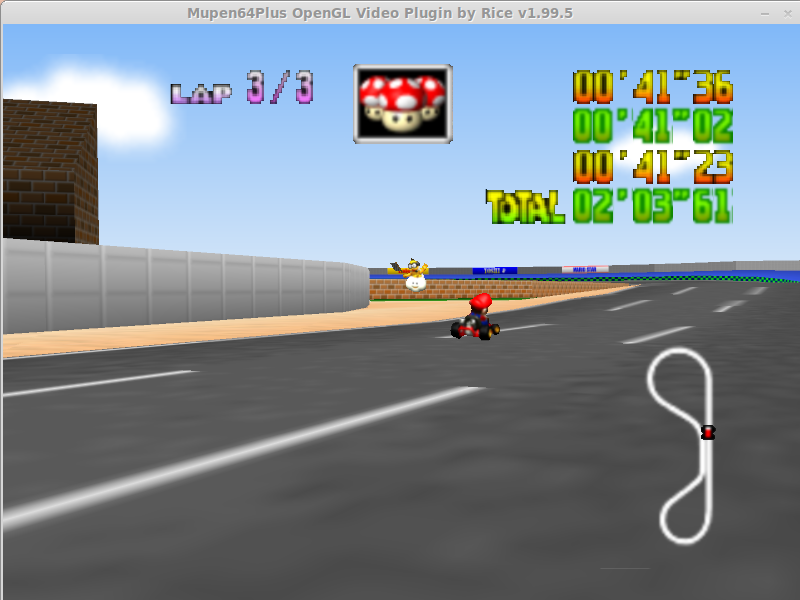 Mupen64Plus OpenGL Video Plugin by Rice v1.99.5
LAP 3/3
00'41"36
00'41"02
00'41"23
TOTAL 02'03"61